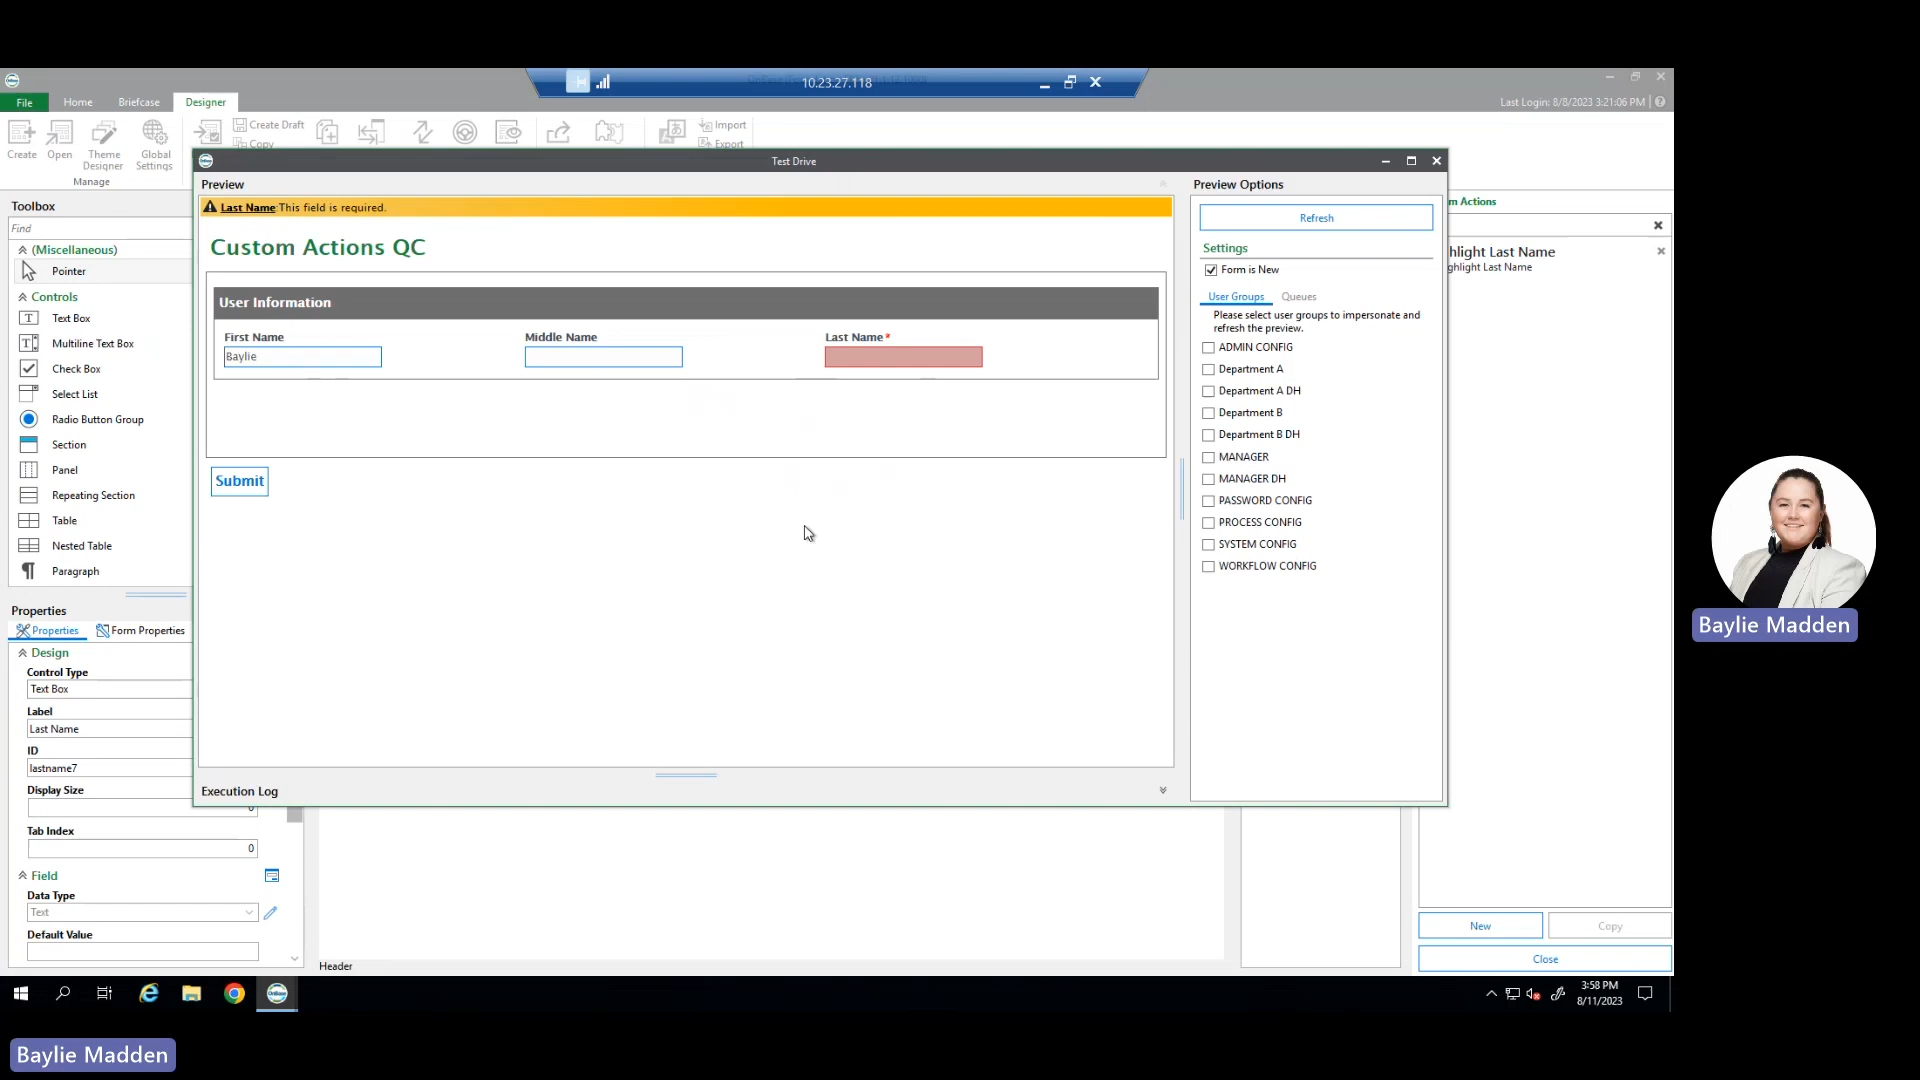 10.23.27.118
File
Home
Briefcase
Designer
Last Login: 8/8/2023 3:21:06 PM
Create
Open
Theme
Designer
Global
Settings
Create Draft
Copy
Import
Export
Manage
Test Drive
Toolbox
Find
(Miscellaneous)
Pointer
Controls
Text Box
Multiline Text Box
Check Box
Select List
Radio Button Group
Section
Panel
Repeating Section
Table
Nested Table
Paragraph
Properties
Properties
Form Properties
Design
Control Type
Text Box
Label
Last Name
ID
lastname7
Display Size
0
Tab Index
0
Field
Data Type
Text
Default Value
Preview
Last Name:This field is required.
Custom Actions QC
User Information
First Name
Middle Name
Last Name*
Baylie
Submit
Execution Log
Preview Options
Refresh
Settings
Form is New
User Groups
Queues
Please select user groups to impersonate and
refresh the preview.
ADMIN CONFIG
Department A
Department A DH
Department B
Department B DH
MANAGER
MANAGER DH
PASSWORD CONFIG
PROCESS CONFIG
SYSTEM CONFIG
WORKFLOW CONFIG
m Actions
hlight Last Name
ghlight Last Name
New
Copy
Close
Header
OnBase
3:58 PM
8/11/2023
Baylie Madden
Baylie Madden